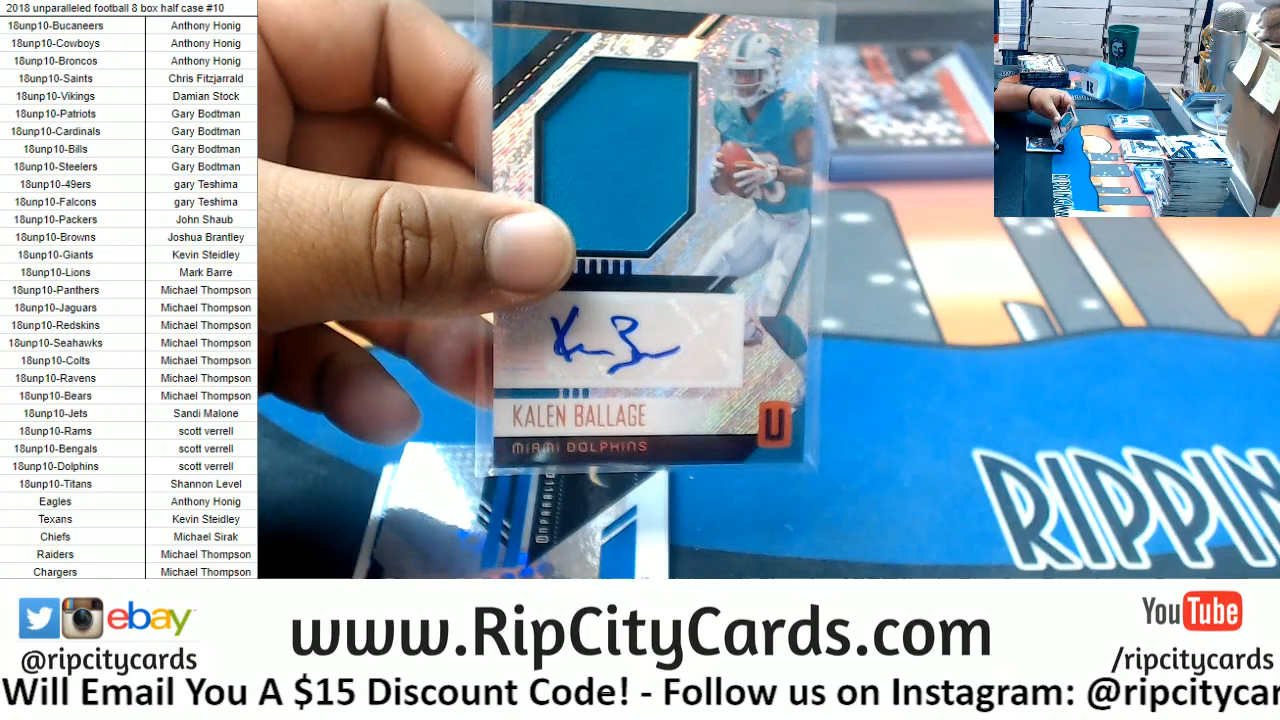 2018 unparalleled football 8 box half case #10
18unp10-Bucaneers Anthony Honig
18unp10-Cowboys Anthony Honig
18unp10-Broncos Anthony Honig
18unp10-Saints Chris Fitzjarrald
18unp10-Vikings Damian Stock
18unp10-Patriots Gary Bodtman
18unp10-Cardinals Gary Bodtman
18unp10-Bills Gary Bodtman
18unp10-Steelers Gary Bodtman
18unp10-49ers gary Teshima
18unp10-Falcons gary Teshima
18unp10-Packers John Shaub
18unp10-Browns Joshua Brantley
18unp10-Giants Kevin Steidley
18unp10-Lions Mark Barre
18unp10-Panthers Michael Thompson
18unp10-Jaguars Michael Thompson
18unp10-Redskins Michael Thompson
18unp10-Seahawks Michael Thompson
18unp10-Colts Michael Thompson
18unp10-Ravens Michael Thompson
18unp10-Bears Michael Thompson
18unp10-Jets Sandi Malone
18unp10-Rams scott verrell
18unp10-Bengals scott verrell
18unp10-Dolphins scott verrell
18unp10-Titans Shannon Level
Eagles Anthony Honig
Texans Kevin Steidley
Chiefs Michael Sirak
Raiders Michael Thompson
Chargers Michael Thompson
KALEN BALLAGE
MIAMI DOLPHINS
U
RIPPIN
ebay
@ripcitycards
www.RipCityCards.com
YouTube
/ripcitycards
Will Email You A $15 Discount Code! - Follow us on Instagram: @ripcitycar